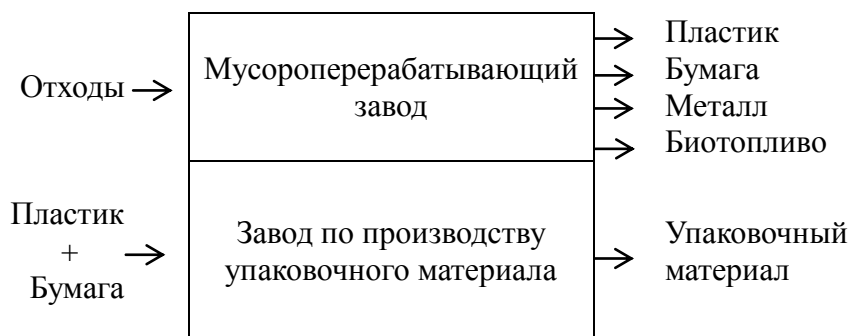 Отходы
Мусороперерабатывающий
завод
Пластик
Бумага
Металл
Биотопливо
Пластик
+
Бумага
Завод по производству
упаковочного материала
Упаковочный
материал